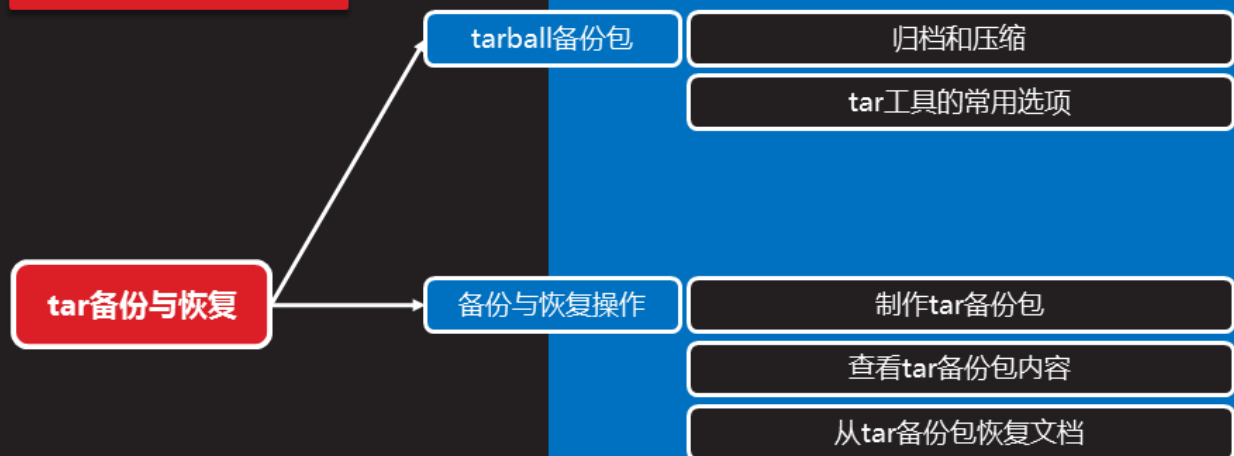 tarball备份包
归档和压缩
tar工具的常用选项
tar备份与恢复
备份与恢复操作
制作tar备份包
查看tar备份包内容
从tar备份包恢复文档